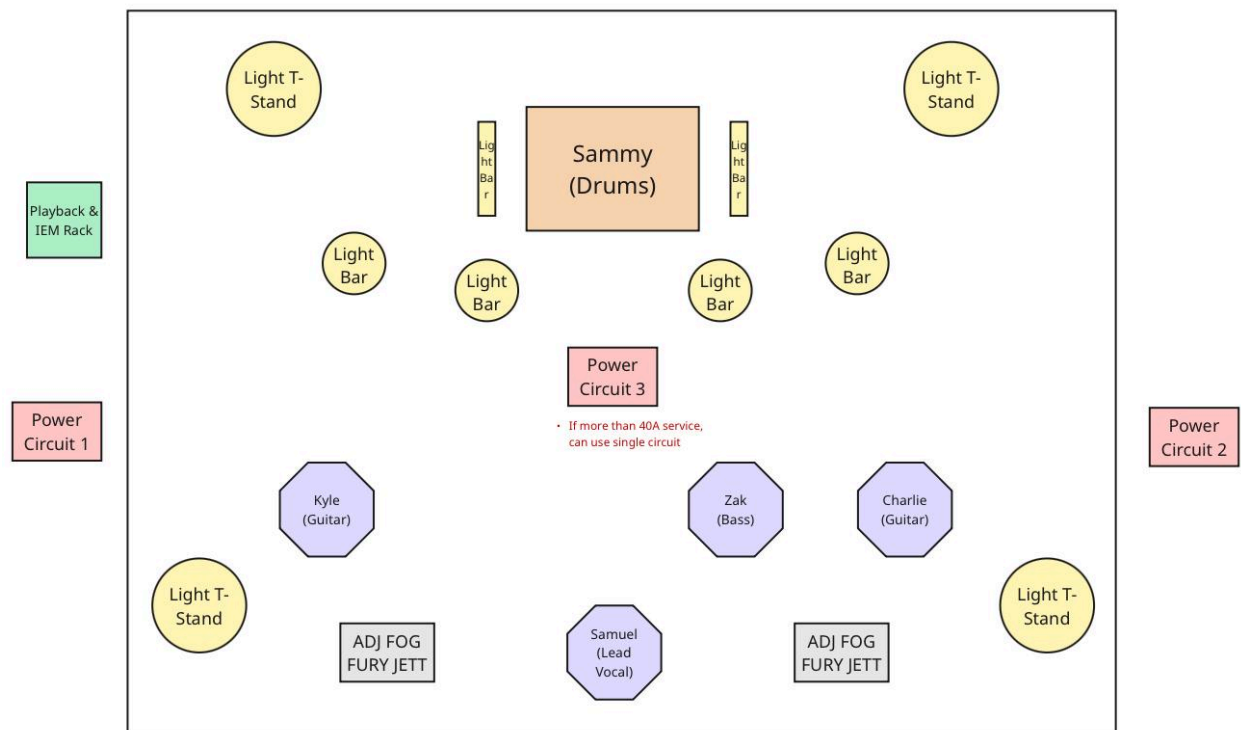 Light T-
Stand
Light T-
Stand
Lig
ht
Ba
r
Sammy
(Drums)
Lig
ht
Ba
r
Playback &
IEM Rack
Light
Bar
Light
Bar
Light
Bar
Light
Bar
Power
Circuit 3
• If more than 40A service,
can use single circuit
Power
Circuit 1
Power
Circuit 2
Kyle
(Guitar)
Zak
(Bass)
Charlie
(Guitar)
Light T-
Stand
Light T-
Stand
ADJ FOG
FURY JETT
Samuel
(Lead
Vocal)
ADJ FOG
FURY JETT